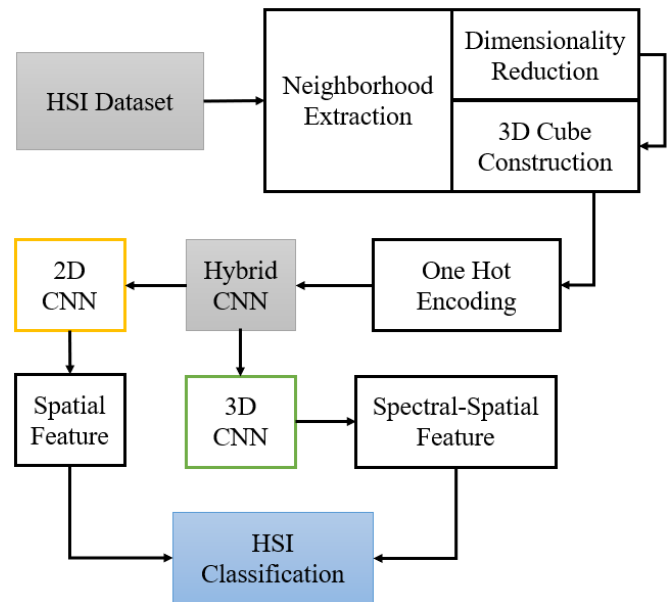 HSI Dataset
Neighborhood
Extraction
Dimensionality
Reduction
3D Cube
Construction
2D
CNN
Hybrid
CNN
One Hot
Encoding
Spatial
Feature
3D
CNN
Spectral-Spatial
Feature
HSI
Classification